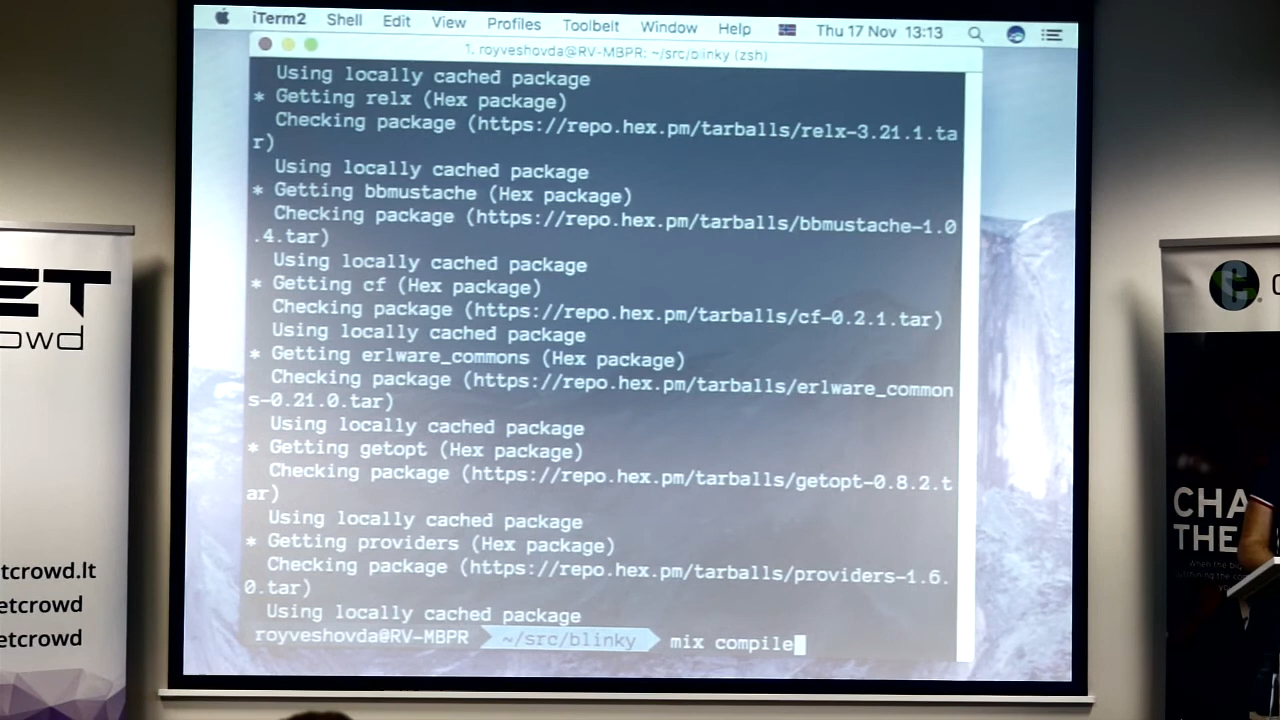 iTerm2 Shell Edit View Profiles Toolbelt Window Help Thu 17 Nov 13:13
1. royveshovda@RV-MBPR: ~/src/blinky (zsh)
Using locally cached package
* Getting relx (Hex package)
Checking package (https://repo.hex.pm/tarballs/relx-3.21.1.ta
r)
Using locally cached package
* Getting bbmustache (Hex package)
Checking package (https://repo.hex.pm/tarballs/bbmustache-1.0
.4.tar)
Using locally cached package
* Getting cf (Hex package)
Checking package (https://repo.hex.pm/tarballs/cf-0.2.1.tar)
Using locally cached package
* Getting erlware_commons (Hex package)
Checking package (https://repo.hex.pm/tarballs/erlware_common
s-0.21.0.tar)
Using locally cached package
* Getting getopt (Hex package)
Checking package (https://repo.hex.pm/tarballs/getopt-0.8.2.t
ar)
Using locally cached package
* Getting providers (Hex package)
Checking package (https://repo.hex.pm/tarballs/providers-1.6.
0.tar)
Using locally cached package
royveshovda@RV-MBPR ~/src/blinky mix compile
ET
owd
tcrowd.lt
etcrowd
etcrowd
CHA
THE
When the big